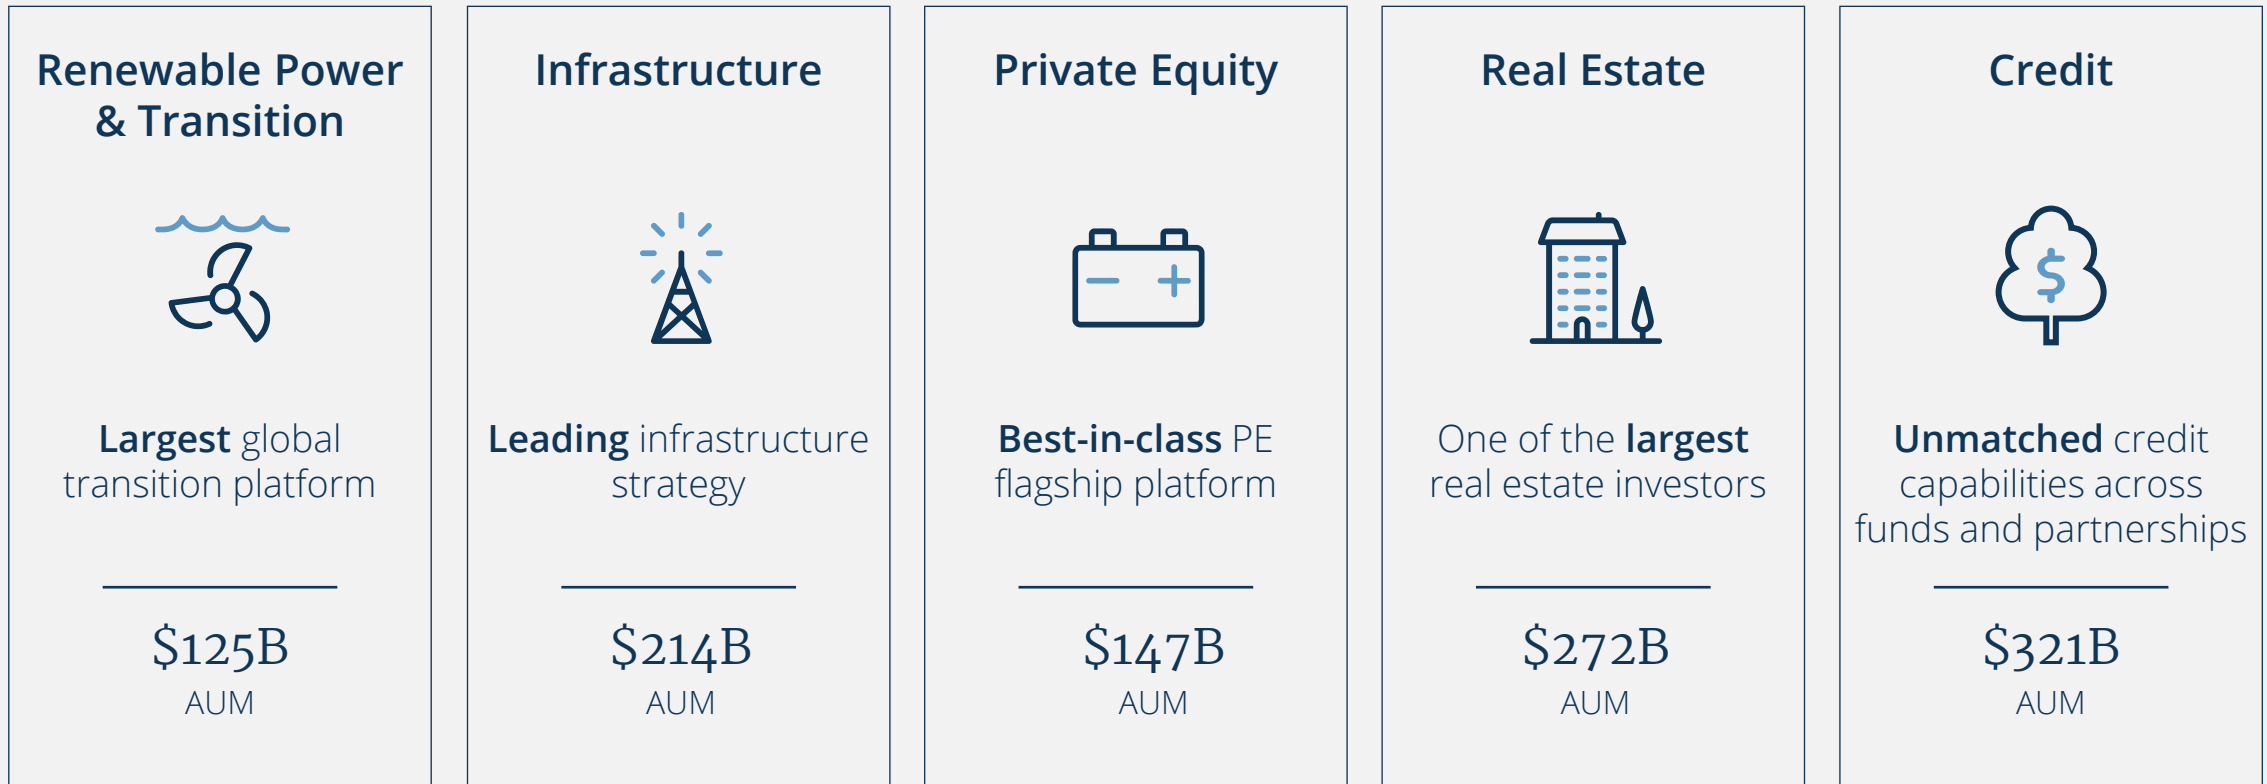 Renewable Power
& Transition
Largest global
transition platform
$125B
AUM
Infrastructure
Leading infrastructure
strategy
$214B
AUM
Private Equity
Best-in-class PE
flagship platform
$147B
AUM
Real Estate
One of the largest
real estate investors
$272B
AUM
Credit
$
Unmatched credit
capabilities across
funds and partnerships
$321B
AUM